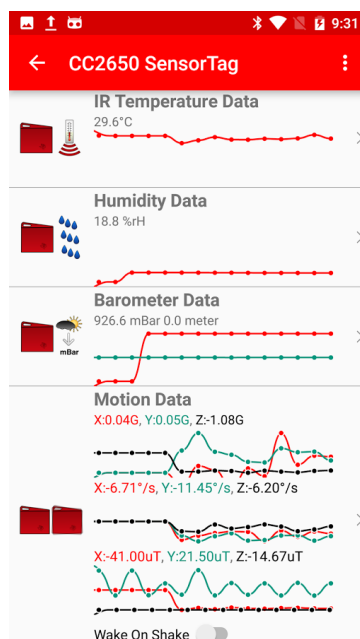 9:31
CC2650 SensorTag
IR Temperature Data
29.6°C
Humidity Data
18.8 %rH
Barometer Data
926.6 mBar 0.0 meter
mBar
Motion Data
X:0.04G, Y:0.05G, Z:-1.08G
X:-6.71°/s, Y:-11.45°/s, Z:-6.20°/s
X:-41.00uT, Y:21.50uT, Z:-14.67uT
Wake On Shake